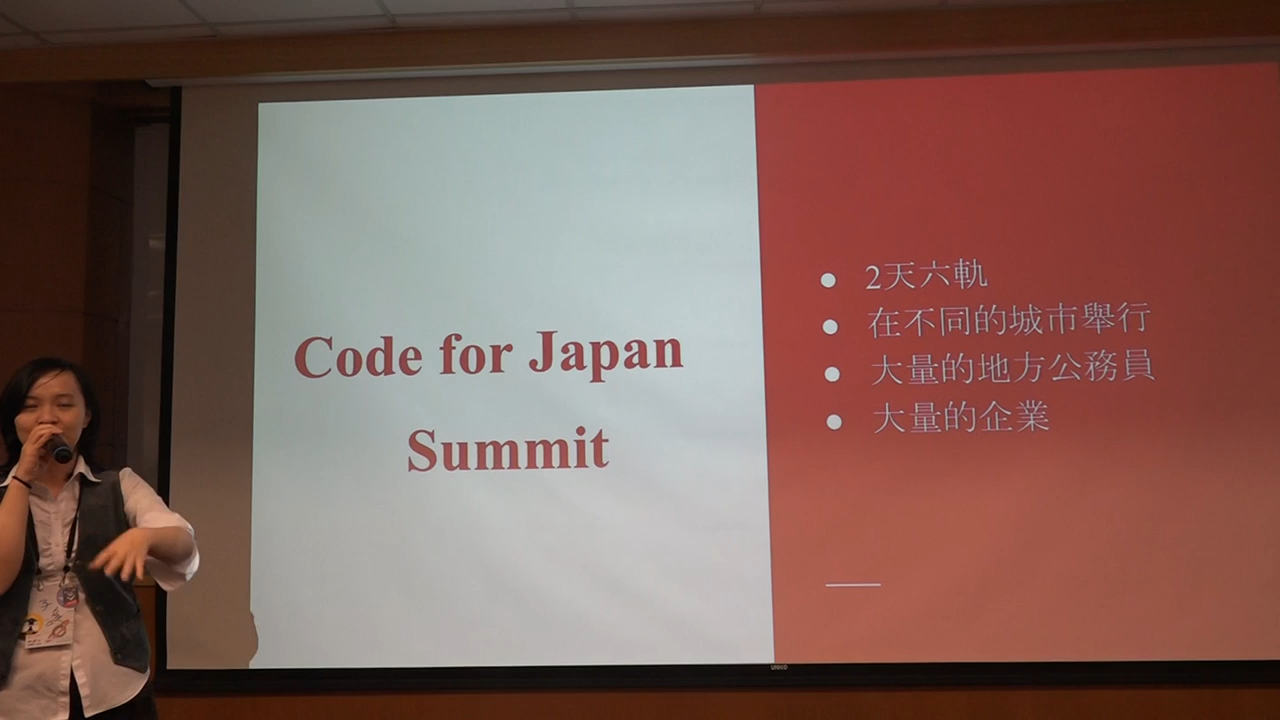 Code for Japan
Summit
● 2天六軌
● 在不同的城市舉行
● 大量的地方公務員
● 大量的企業